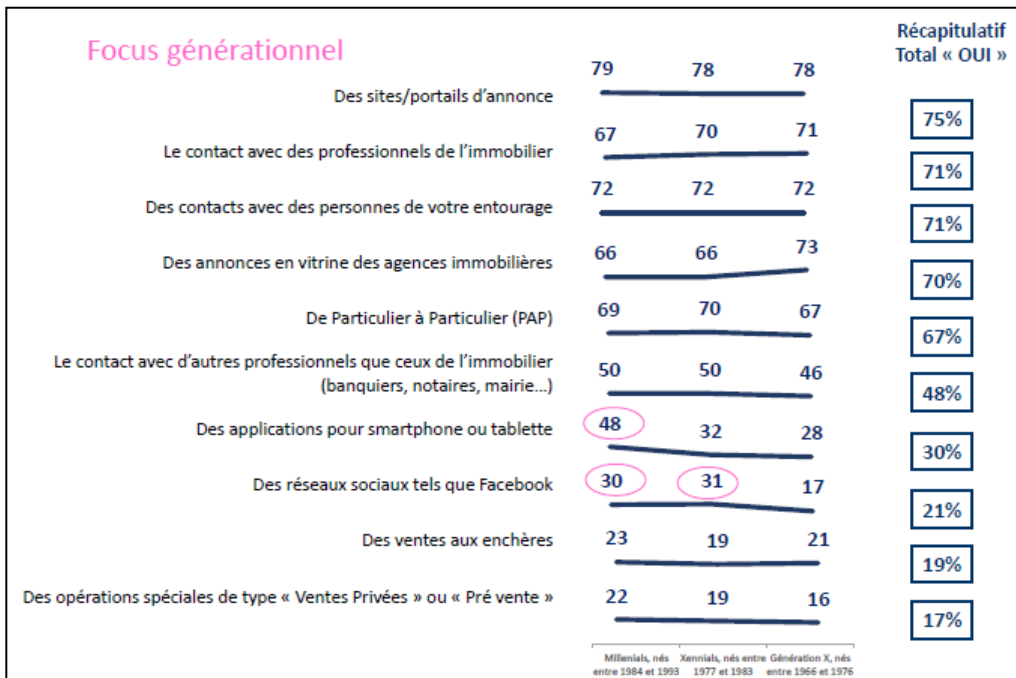 Focus générationnel
Récapitulatif
Total « OUI »
79 78 78
Des sites/portails d'annonce
75%
67 70 71
Le contact avec des professionnels de l'immobilier
71%
72 72 72
Des contacts avec des personnes de votre entourage
71%
66 66 73
Des annonces en vitrine des agences immobilières
70%
69 70 67
De Particulier à Particulier (PAP)
67%
Le contact avec d'autres professionnels que ceux de l'immobilier
(banquiers, notaires, mairie...)
50 50 46
48%
48 32 28
Des applications pour smartphone ou tablette
30%
30 31 17
Des réseaux sociaux tels que Facebook
21%
23 19 21
Des ventes aux enchères
19%
22 19 16
Des opérations spéciales de type « Ventes Privées » ou « Pré vente »
17%
Millenials, nés
entre 1984 et 1993
Xennials, nés entre
1977 et 1983
Génération X, nés
entre 1966 et 1976